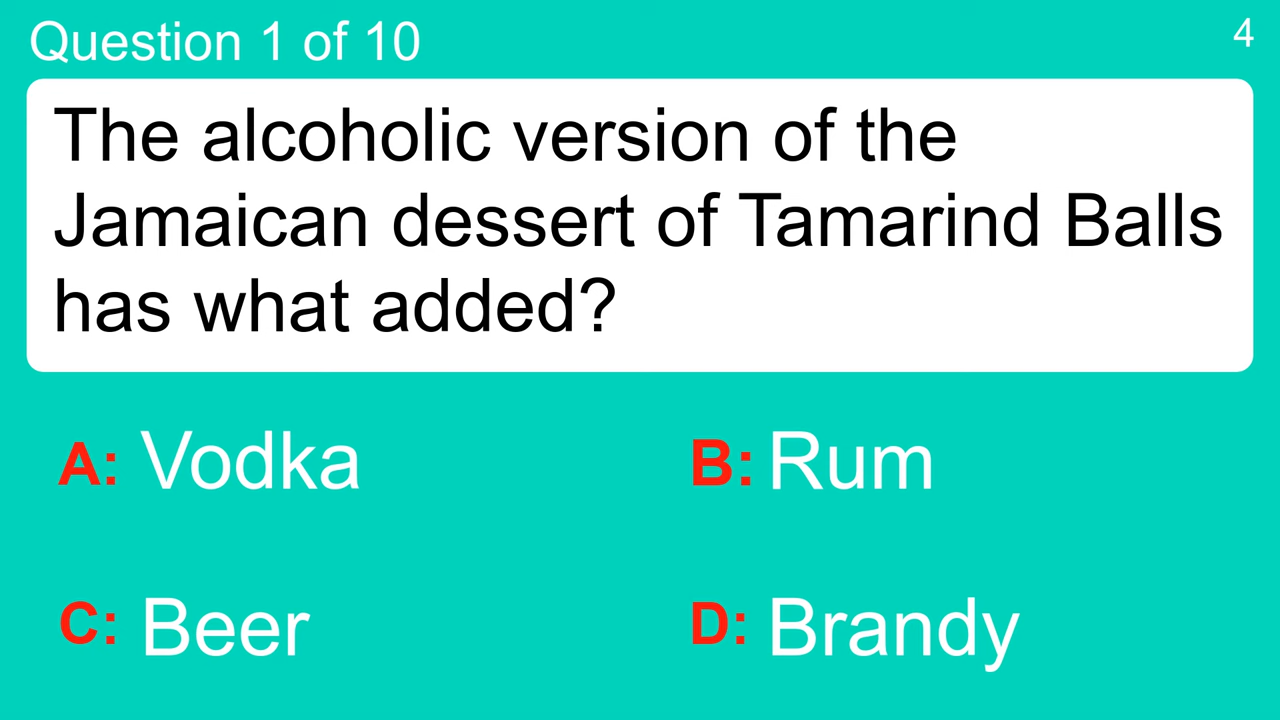 Question 1 of 10
4
The alcoholic version of the
Jamaican dessert of Tamarind Balls
has what added?
A: Vodka
B: Rum
C: Beer
D: Brandy